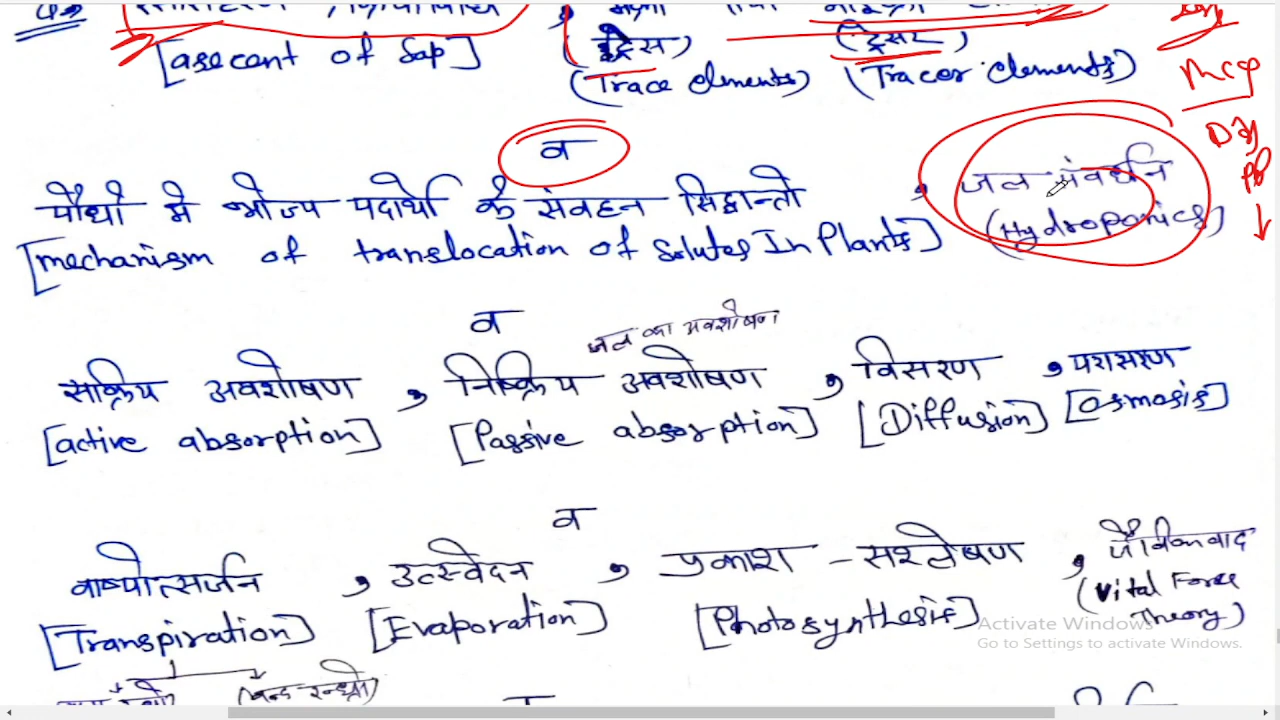 [asecant of Sap] (ट्रेस) (ट्रेसर)
(Trace elements) (Tracer elements)
mcq
व
पौधो मे भोज्य पदार्थो के संवहन सिद्धान्तो , जल संवर्धन
[mechanism of translocation of Solutes In Plants] (Hydroponics)
व
जल का अवशोषण
सक्रिय अवशोषण , निष्क्रिय अवशोषण , विसरण , परासरण
[active absorption] [Passive absorption] [Diffusion] [osmosis]
व
वाष्पोत्सर्जन , उत्स्वेदन , प्रकाश - सश्लेषण , जैविकवाद
[Transpiration] [Evaporation] [Photosynthesis] (Vital Force Theory)
Activate Windows
Go to Settings to activate Windows.